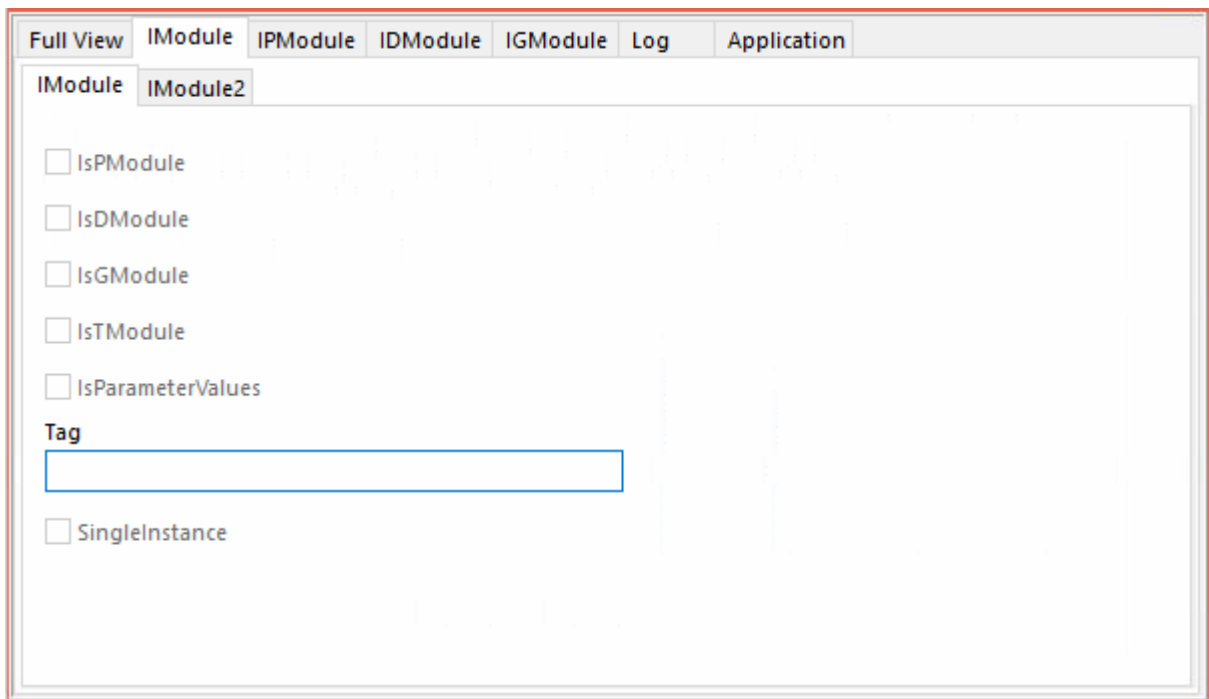 Full View IModule IPModule IDModule IGModule Log Application
IModule IModule2
IsPModule
IsDModule
IsGModule
IsTModule
IsParameterValues
Tag
SingleInstance